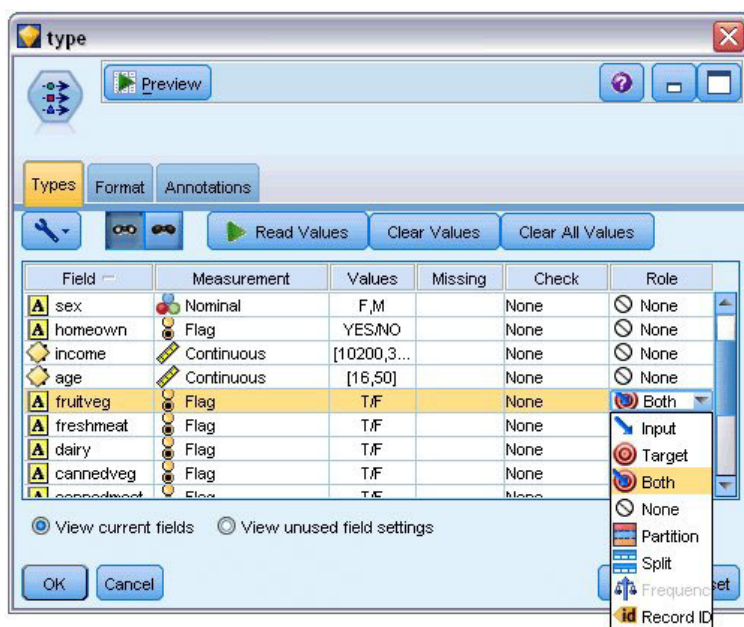 type
Preview
Types Format Annotations
Read Values Clear Values Clear All Values
Field Measurement Values Missing Check Role
A sex Nominal F,M None None
A homeown Flag YES/NO None None
income Continuous [10200,3... None None
age Continuous [16,50] None None
A fruitveg Flag T/F None Both
A freshmeat Flag T/F None
A dairy Flag T/F None
A cannedveg Flag T/F None
Input
Target
Both
None
Partition
Split
Frequenc
id Record ID
View current fields View unused field settings
OK Cancel